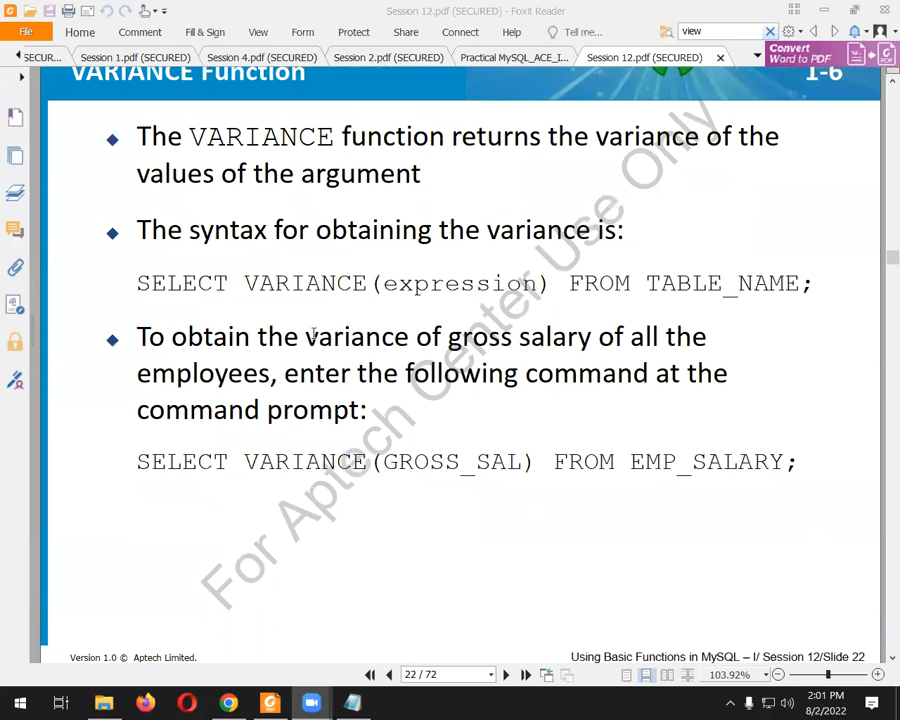 Session 12.pdf (SECURED) - Foxit Reader
File Home Comment Fill & Sign View Form Protect Share Connect Help Tell me... view
SECUR... Session 1.pdf (SECURED) Session 4.pdf (SECURED) Session 2.pdf (SECURED) Practical MySQL_ACE_I... Session 12.pdf (SECURED) Convert
Word to PDF
VARIANCE Function 1-6
The VARIANCE function returns the variance of the
values of the argument
The syntax for obtaining the variance is:
SELECT VARIANCE(expression) FROM TABLE_NAME;
To obtain the variance of gross salary of all the
employees, enter the following command at the
command prompt:
SELECT VARIANCE(GROSS_SAL) FROM EMP_SALARY;
For Aptech Center Use Only
Version 1.0 © Aptech Limited. Using Basic Functions in MySQL – I/ Session 12/Slide 22
22 / 72 103.92%
2:01 PM
8/2/2022